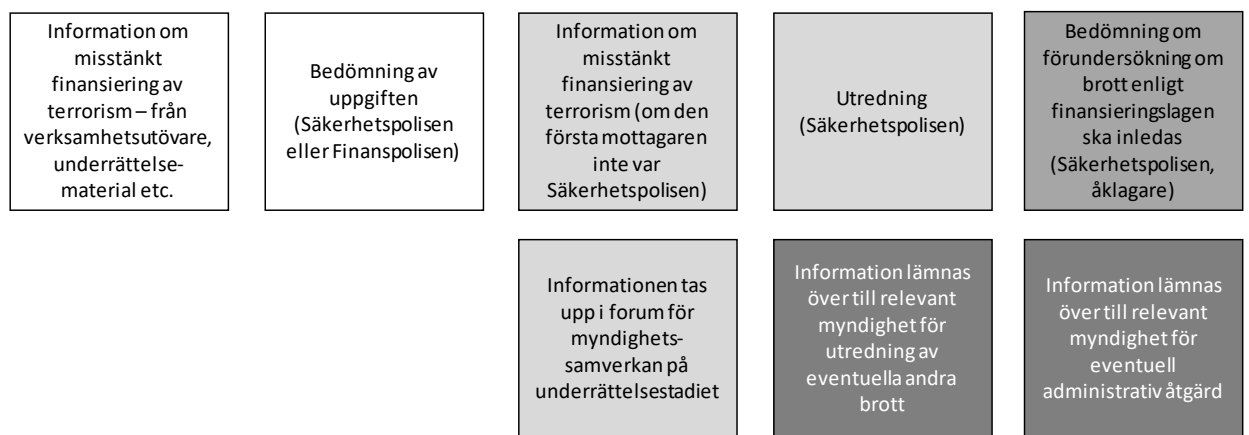 Information om
misstänkt
finansiering av
terrorism – från
verksamhetsutövare,
underrättelse-
material etc.
Bedömning av
uppgiften
(Säkerhetspolisen
eller Finanspolisen)
Information om
misstänkt
finansiering av
terrorism (om den
första mottagaren
inte var
Säkerhetspolisen)
Utredning
(Säkerhetspolisen)
Bedömning om
förundersökning om
brott enligt
finansieringslagen
ska inledas
(Säkerhetspolisen,
åklagare)
Informationen tas
upp i forum för
myndighets-
samverkan på
underrättelsestadiet
Information lämnas
över till relevant
myndighet för
utredning av
eventuella andra
brott
Information lämnas
över till relevant
myndighet för
eventuell
administrativ åtgärd